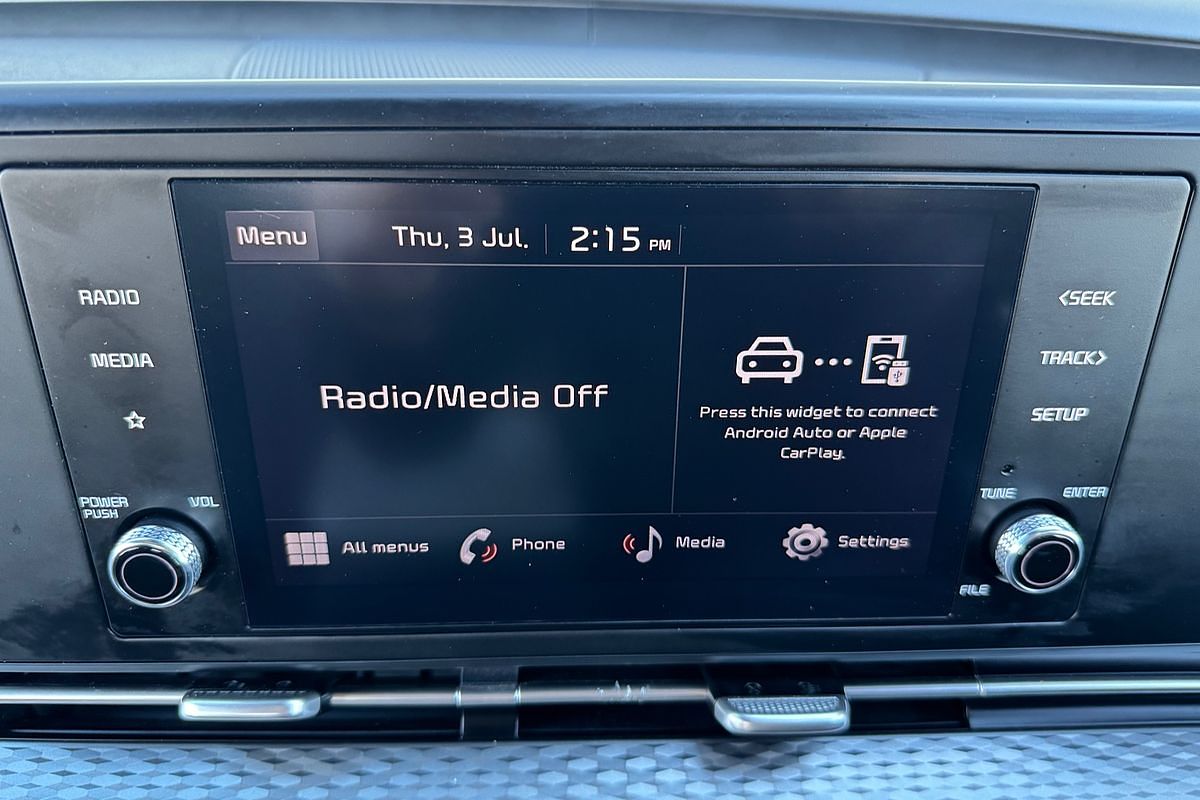 Menu
Thu, 3 Jul.
2:15 PM
RADIO
MEDIA
<SEEK
TRACK>
SETUP
Radio/Media Off
Press this widget to connect
Android Auto or Apple
CarPlay.
POWER
PUSH
VOL
TUNE
ENTER
FILE
All menus
Phone
Media
Settings